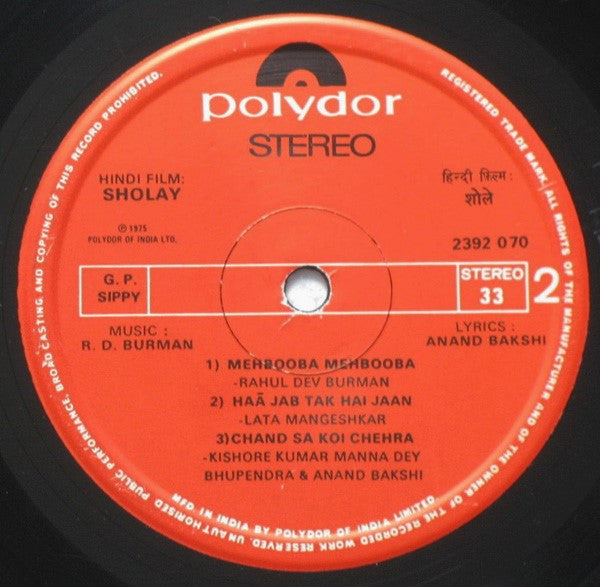 polydor
STEREO
HINDI FILM:
SHOLAY
हिन्दी फ़िल्म :
शोले
℗ 1975
POLYDOR OF INDIA LTD.
2392 070
G. P.
SIPPY
STEREO
33
2
MUSIC :
R. D. BURMAN
LYRICS :
ANAND BAKSHI
1) MEHBOOBA MEHBOOBA
-RAHUL DEV BURMAN
2) HAÃ JAB TAK HAI JAAN
-LATA MANGESHKAR
3)CHAND SA KOI CHEHRA
-KISHORE KUMAR MANNA DEY
BHUPENDRA & ANAND BAKSHI
MFD IN INDIA BY POLYDOR OF INDIA LIMITED
REGISTERED TRADE MARK. ALL RIGHTS OF THE MANUFACTURER AND OF THE OWNER OF THE RECORDED WORK RESERVED. UNAUTHORISED PUBLIC PERFORMANCE, BROADCASTING AND COPYING OF THIS RECORD PROHIBITED.